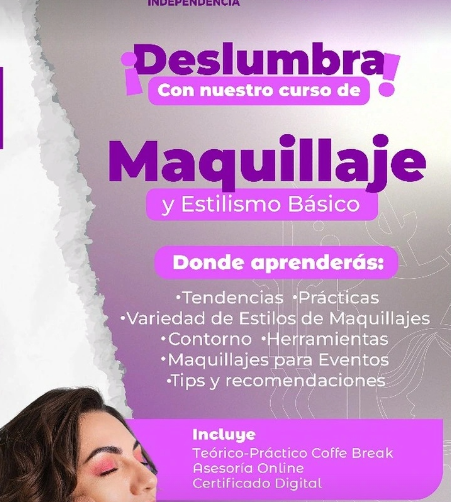 INDEPENDENCIA
¡Deslumbra!
Con nuestro curso de
Maquillaje
y Estilismo Básico
Donde aprenderás:
•Tendencias •Prácticas
•Variedad de Estilos de Maquillajes
•Contorno •Herramientas
•Maquillajes para Eventos
•Tips y recomendaciones
Incluye
Teórico-Práctico Coffe Break
Asesoría Online
Certificado Digital